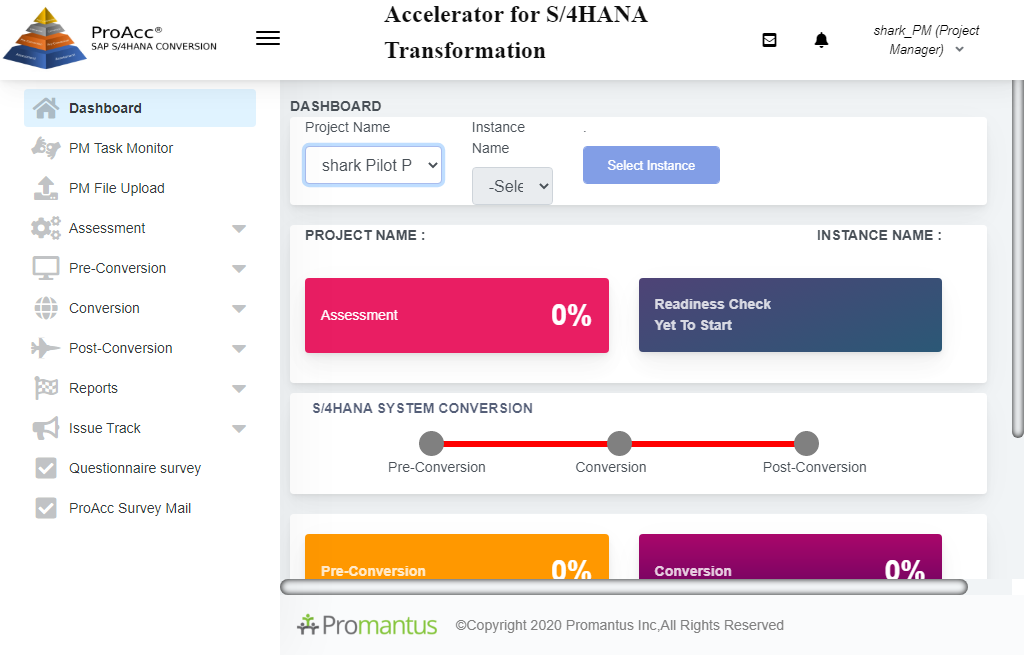 ProAcc®
SAP S/4HANA CONVERSION
Accelerator for S/4HANA
Transformation
shark_PM (Project
Manager)
Dashboard
PM Task Monitor
PM File Upload
Assessment
Pre-Conversion
Conversion
Post-Conversion
Reports
Issue Track
Questionnaire survey
ProAcc Survey Mail
DASHBOARD
Project Name
Instance
Name
.
shark Pilot P
-Sele
Select Instance
PROJECT NAME :
INSTANCE NAME :
Assessment
0%
Readiness Check
Yet To Start
S/4HANA SYSTEM CONVERSION
Pre-Conversion
Conversion
Post-Conversion
Pre-Conversion
0%
Conversion
0%
Promantus
©Copyright 2020 Promantus Inc,All Rights Reserved